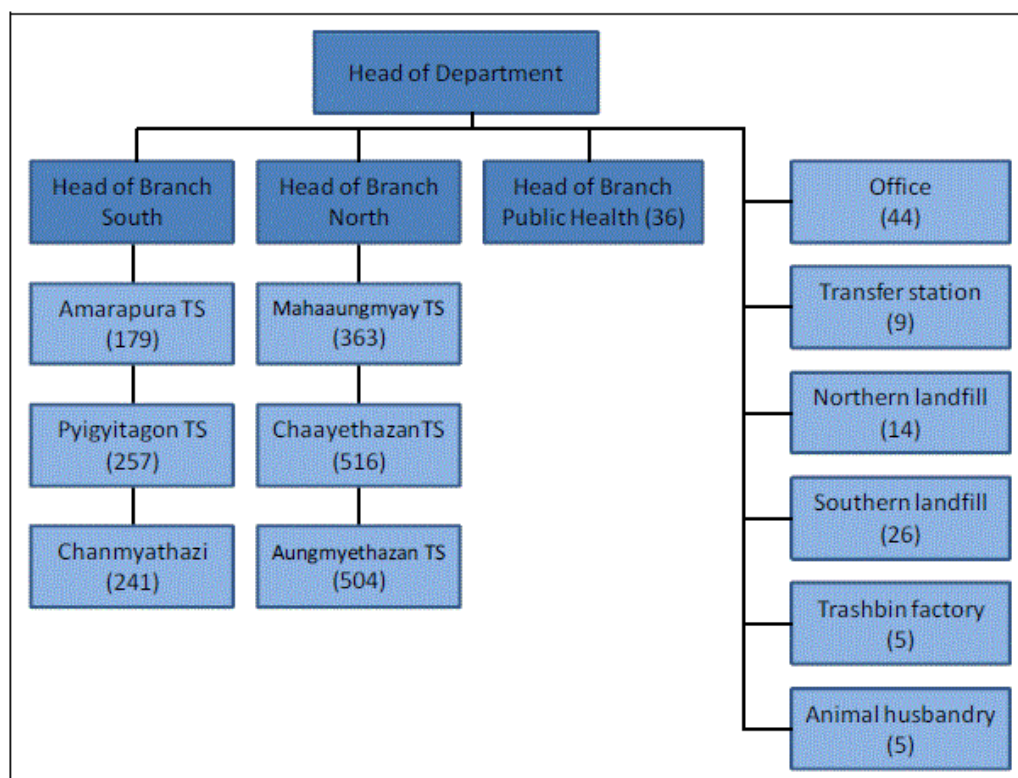 Head of Department
Head of Branch
South
Head of Branch
North
Head of Branch
Public Health (36)
Office
(44)
Amarapura TS
(179)
Mahaaungmyay TS
(363)
Transfer station
(9)
Pyigyitagon TS
(257)
ChaayethazanTS
(516)
Northern landfill
(14)
Southern landfill
(26)
Chanmyathazi
(241)
Aungmyethazan TS
(504)
Trashbin factory
(5)
Animal husbandry
(5)